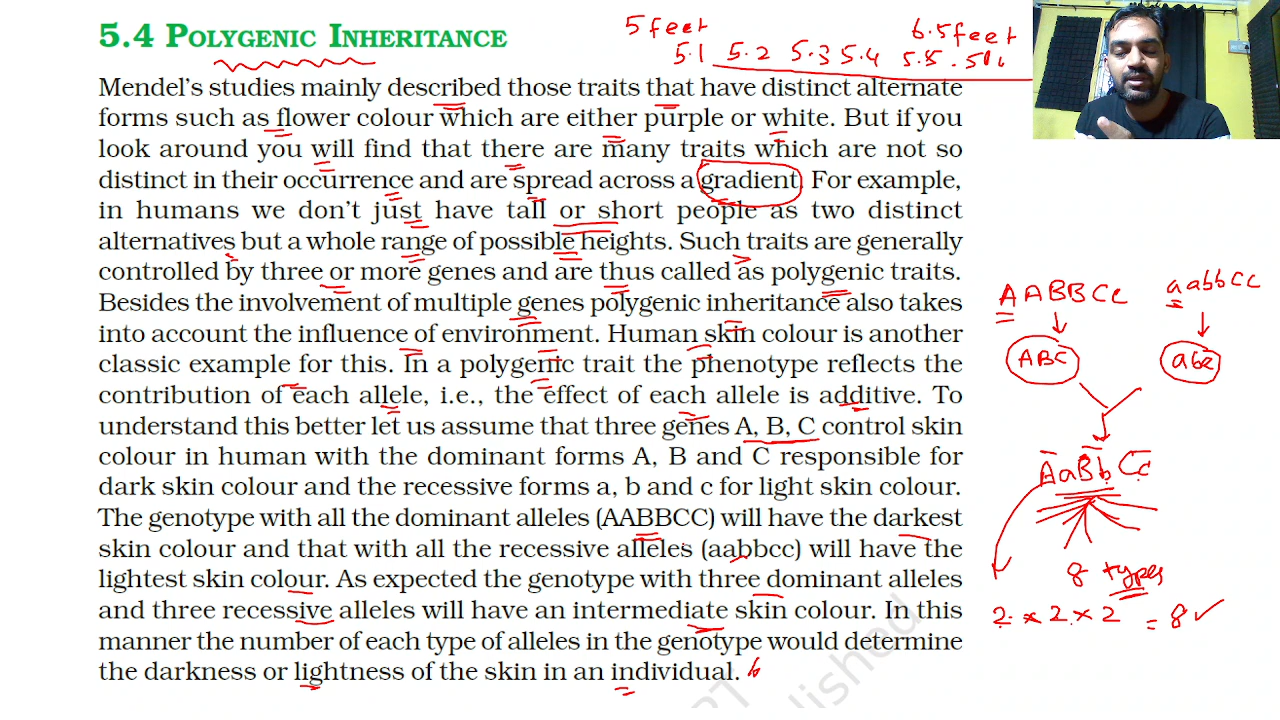 5.4 POLYGENIC INHERITANCE
5 feet 6.5 feet
5.1 5.2 5.3 5.4 5.5 .
Mendel's studies mainly described those traits that have distinct alternate
forms such as flower colour which are either purple or white. But if you
look around you will find that there are many traits which are not so
distinct in their occurrence and are spread across a gradient. For example,
in humans we don't just have tall or short people as two distinct
alternatives but a whole range of possible heights. Such traits are generally
controlled by three or more genes and are thus called as polygenic traits.
Besides the involvement of multiple genes polygenic inheritance also takes
into account the influence of environment. Human skin colour is another
classic example for this. In a polygenic trait the phenotype reflects the
contribution of each allele, i.e., the effect of each allele is additive. To
understand this better let us assume that three genes A, B, C control skin
colour in human with the dominant forms A, B and C responsible for
dark skin colour and the recessive forms a, b and c for light skin colour.
The genotype with all the dominant alleles (AABBCC) will have the darkest
skin colour and that with all the recessive alleles (aabbcc) will have the
lightest skin colour. As expected the genotype with three dominant alleles
and three recessive alleles will have an intermediate skin colour. In this
manner the number of each type of alleles in the genotype would determine
the darkness or lightness of the skin in an individual.
AABBCC aabbcc
ABC abc
AaBbCc
8 types
2 × 2 × 2 = 8 ✓